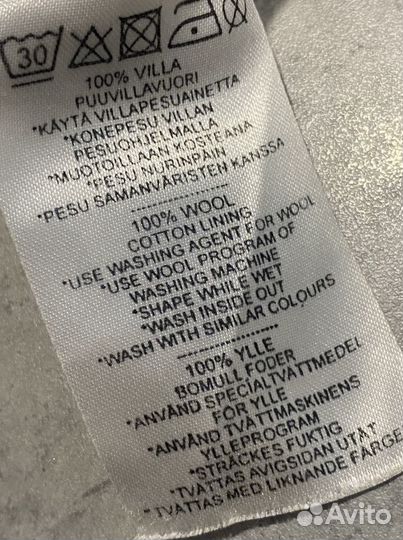 30
100% VILLA
PUUVILLAVUORI
*KÄYTÄ VILLAPESUAINETTA
*KONEPESU VILLAN
PESUOHJELMALLA
*MUOTOILLAAN KOSTEANA
*PESU NURINPÄIN
*PESU SAMANVÄRISTEN KANSSA
--------------------
100% WOOL
COTTON LINING
*USE WASHING AGENT FOR WOOL
*USE WOOL PROGRAM OF
WASHING MACHINE
*SHAPE WHILE WET
*WASH INSIDE OUT
*WASH WITH SIMILAR COLOURS
--------------------
100% YLLE
BOMULL FODER
*ANVÄND SPECIALTVÄTTMEDEL
FÖR YLLE
*ANVÄND TVÄTTMASKINENS
YLLEPROGRAM
*STRÄCKES FUKTIG
*TVÄTTAS AVIGSIDAN UTÅT
*TVÄTTAS MED LIKNANDE FÄRGE
Avito